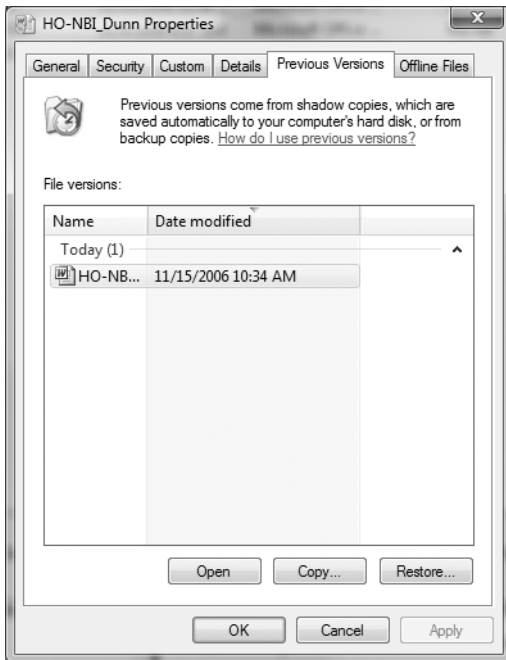 HO-NBI_Dunn Properties
General Security Custom Details Previous Versions Offline Files
Previous versions come from shadow copies, which are
saved automatically to your computer's hard disk, or from
backup copies. How do I use previous versions?
File versions:
Name Date modified
Today (1)
HO-NB... 11/15/2006 10:34 AM
Open Copy... Restore...
OK Cancel Apply